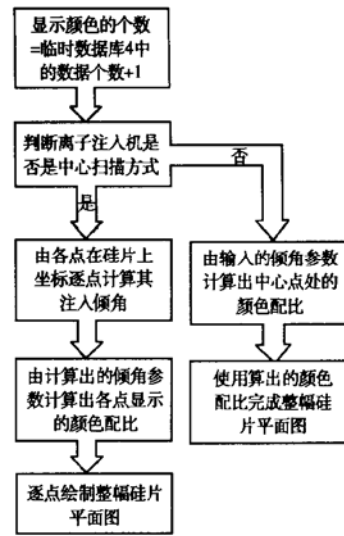 显示颜色的个数
=临时数据库4中
的数据个数+1
判断离子注入机是
否是中心扫描方式
否
是
由各点在硅片上
坐标逐点计算其
注入倾角
由输入的倾角参数
计算出中心点处的
颜色配比
由计算出的倾角参
数计算出各点显示
的颜色配比
使用算出的颜色
配比完成整幅硅
片平面图
逐点绘制整幅硅片
平面图